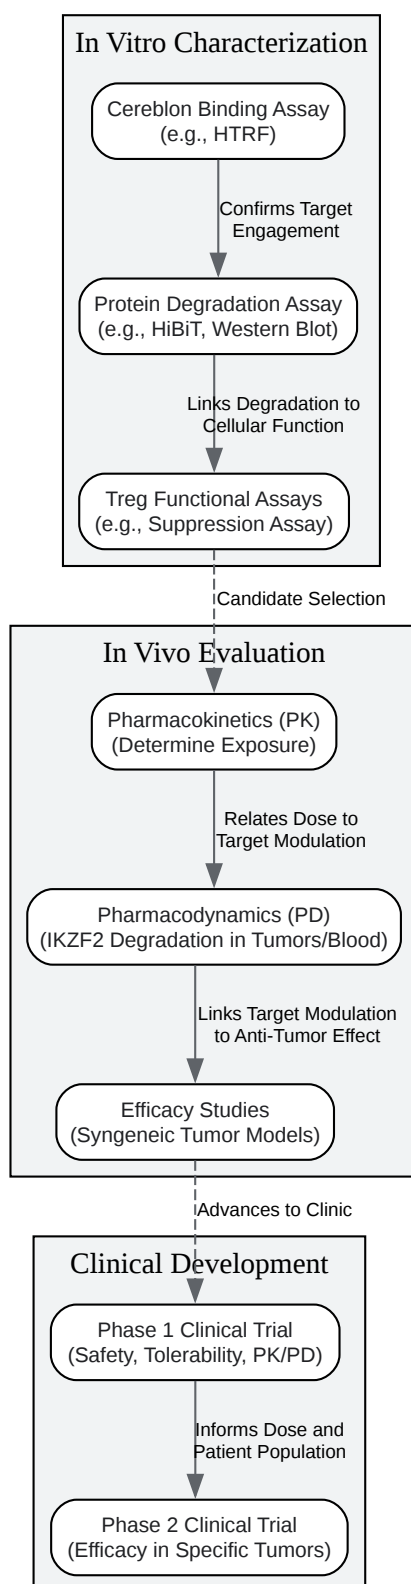 In Vitro Characterization
Cereblon Binding Assay
(e.g., HTRF)
Confirms Target
Engagement
Protein Degradation Assay
(e.g., HiBiT, Western Blot)
Links Degradation to
Cellular Function
Treg Functional Assays
(e.g., Suppression Assay)
Candidate Selection
In Vivo Evaluation
Pharmacokinetics (PK)
(Determine Exposure)
Relates Dose to
Target Modulation
Pharmacodynamics (PD)
(IKZF2 Degradation in Tumors/Blood)
Links Target Modulation
to Anti-Tumor Effect
Efficacy Studies
(Syngeneic Tumor Models)
Advances to Clinic
Clinical Development
Phase 1 Clinical Trial
(Safety, Tolerability, PK/PD)
Informs Dose and
Patient Population
Phase 2 Clinical Trial
(Efficacy in Specific Tumors)